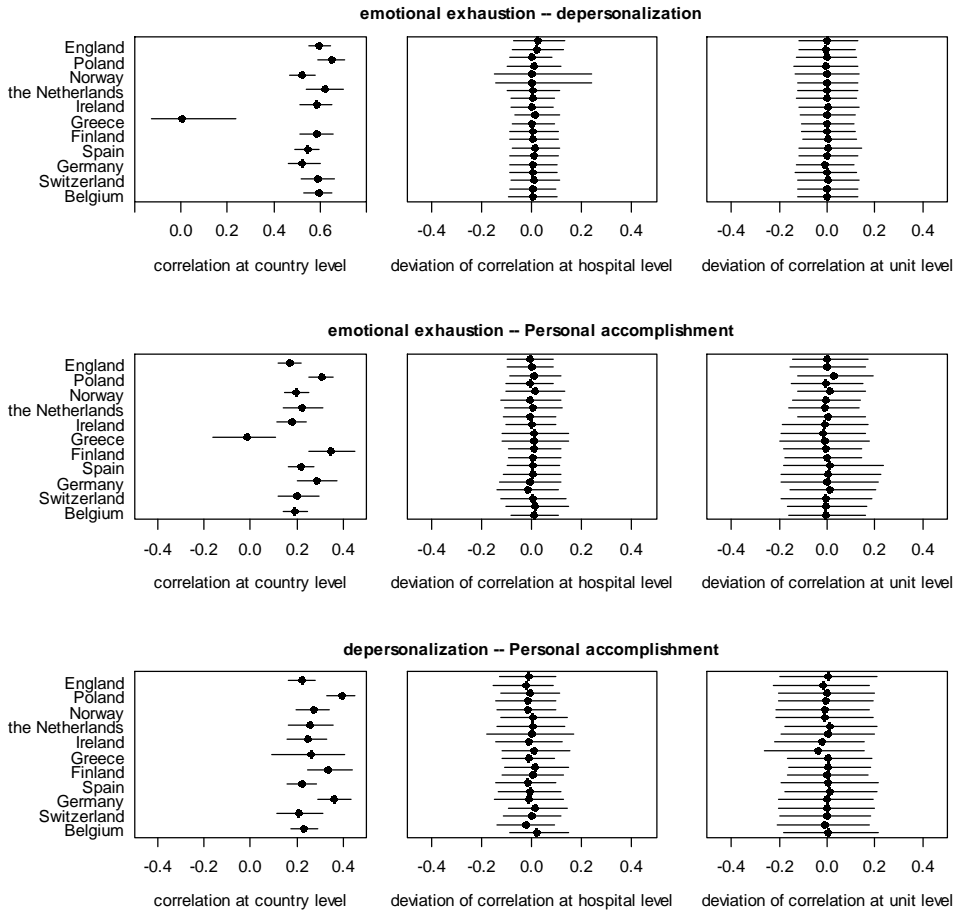 emotional exhaustion -- depersonalization
England
Poland
Norway
the Netherlands
Ireland
Greece
Finland
Spain
Germany
Switzerland
Belgium
0.0 0.2 0.4 0.6
-0.4 -0.2 0.0 0.2 0.4
-0.4 -0.2 0.0 0.2 0.4
correlation at country level
deviation of correlation at hospital level
deviation of correlation at unit level
emotional exhaustion -- Personal accomplishment
England
Poland
Norway
the Netherlands
Ireland
Greece
Finland
Spain
Germany
Switzerland
Belgium
-0.4 -0.2 0.0 0.2 0.4
-0.4 -0.2 0.0 0.2 0.4
-0.4 -0.2 0.0 0.2 0.4
correlation at country level
deviation of correlation at hospital level
deviation of correlation at unit level
depersonalization -- Personal accomplishment
England
Poland
Norway
the Netherlands
Ireland
Greece
Finland
Spain
Germany
Switzerland
Belgium
-0.4 -0.2 0.0 0.2 0.4
-0.4 -0.2 0.0 0.2 0.4
-0.4 -0.2 0.0 0.2 0.4
correlation at country level
deviation of correlation at hospital level
deviation of correlation at unit level